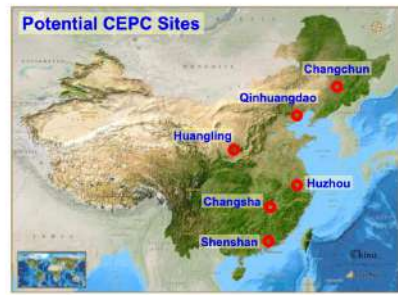 Potential CEPC Sites
Changchun
Qinhuangdao
Huangling
Huzhou
Changsha
Shenshan
China